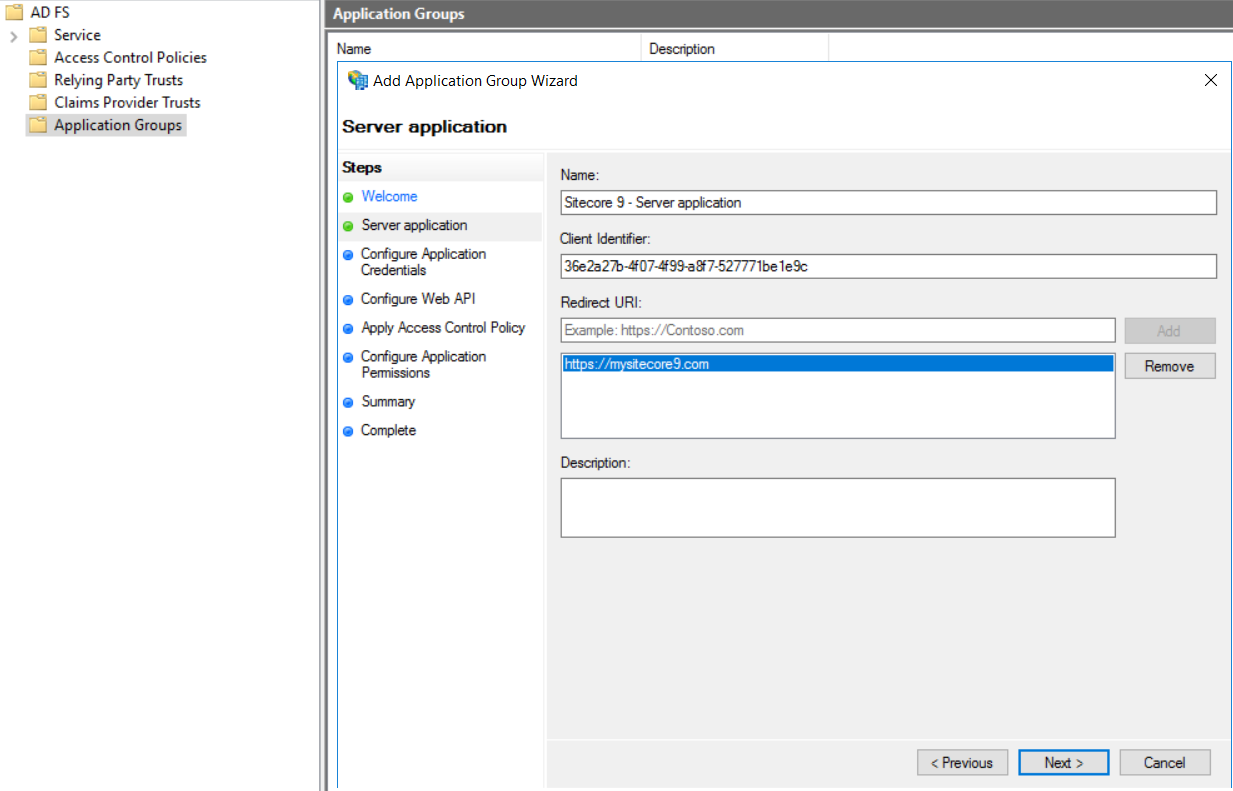 AD FS
Service
Access Control Policies
Relying Party Trusts
Claims Provider Trusts
Application Groups
Application Groups
Name Description
Add Application Group Wizard
Server application
Steps
Welcome
Server application
Configure Application
Credentials
Configure Web API
Apply Access Control Policy
Configure Application
Permissions
Summary
Complete
Name:
Sitecore 9 - Server application
Client Identifier:
36e2a27b-4f07-4f99-a8f7-527771be1e9c
Redirect URI:
Example: https://Contoso.com
Add
https://mysitecore9.com
Remove
Description:
< Previous
Next >
Cancel